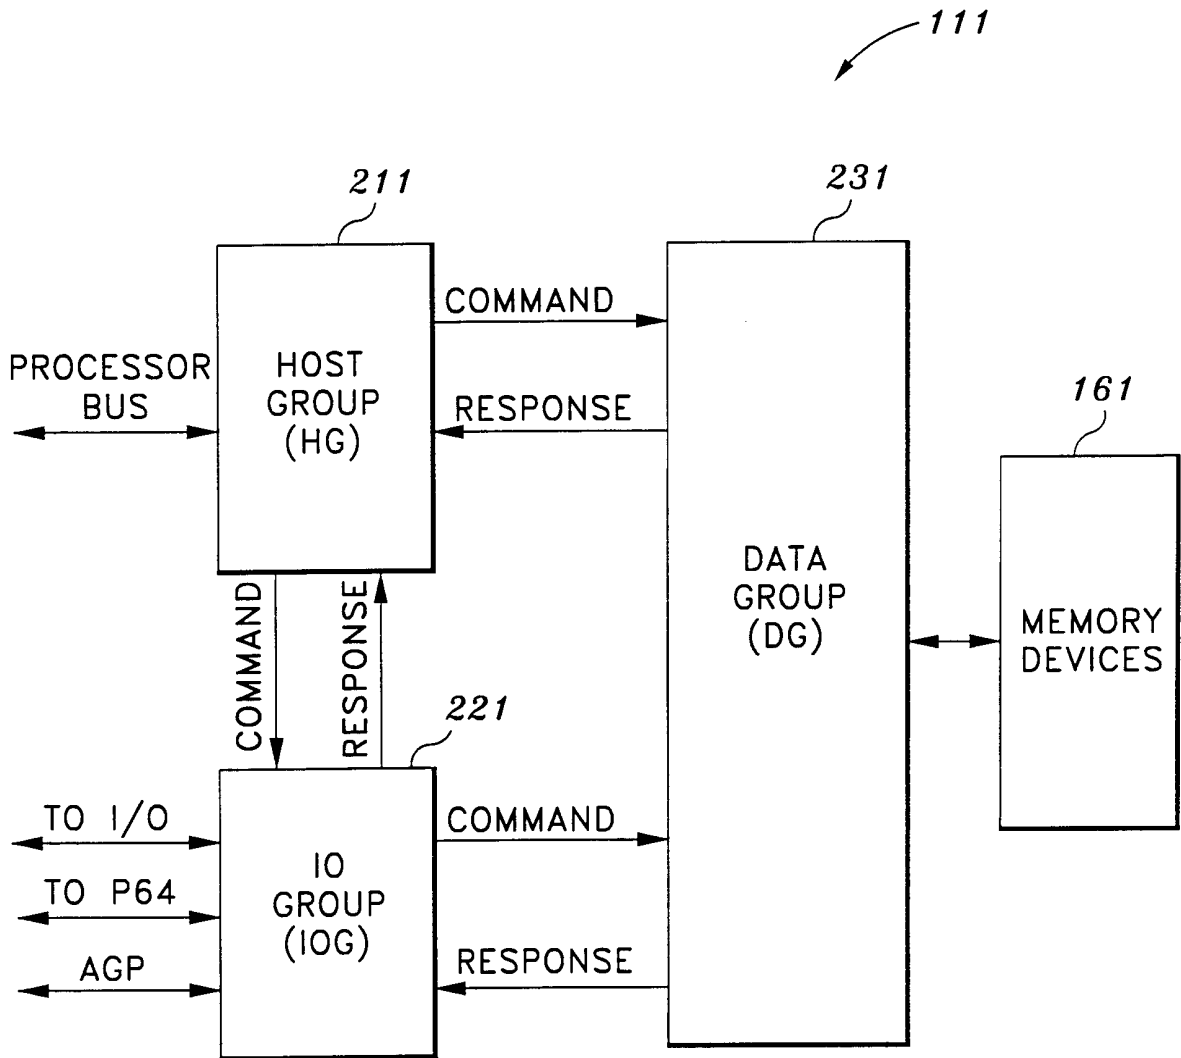 111
211
231
COMMAND
PROCESSOR
BUS
HOST
GROUP
(HG)
RESPONSE
161
DATA
GROUP
(DG)
MEMORY
DEVICES
COMMAND
RESPONSE
221
TO I/O
COMMAND
IO
GROUP
(IOG)
TO P64
AGP
RESPONSE